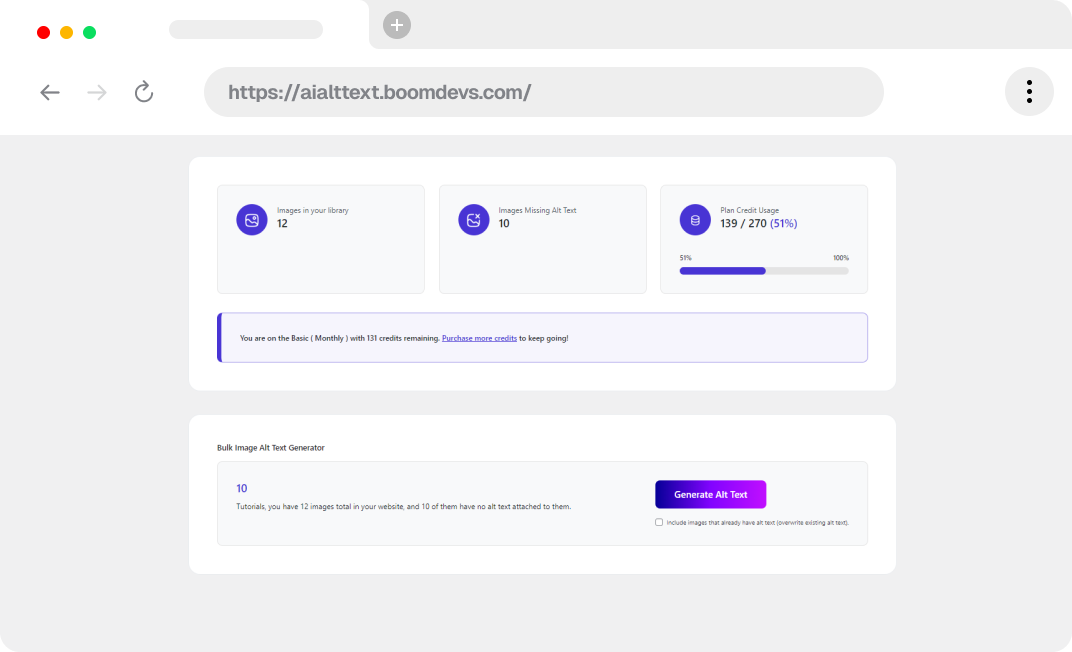 https://aialttext.boomdevs.com/
Images in your library
12
Images Missing Alt Text
10
Plan Credit Usage
139 / 270 (51%)
51% 100%
You are on the Basic ( Monthly ) with 131 credits remaining. Purchase more credits to keep going!
Bulk Image Alt Text Generator
10
Tutorials, you have 12 images total in your website, and 10 of them have no alt text attached to them.
Generate Alt Text
Include images that already have alt text (overwrite existing alt text).